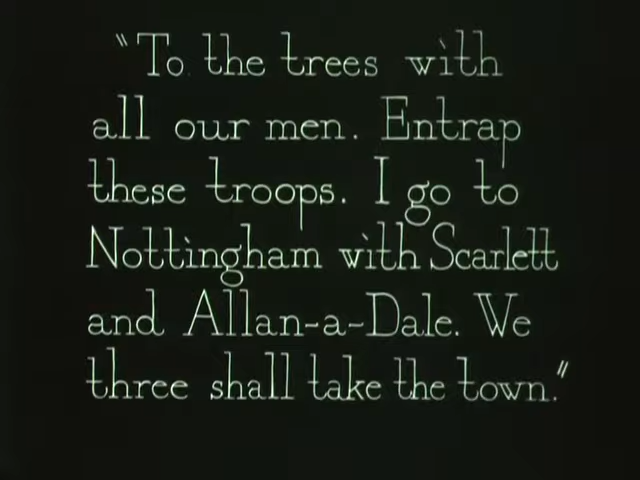 "To the trees with
all our men. Entrap
these troops. I go to
Nottingham with Scarlett
and Allan-a-Dale. We
three shall take the town."